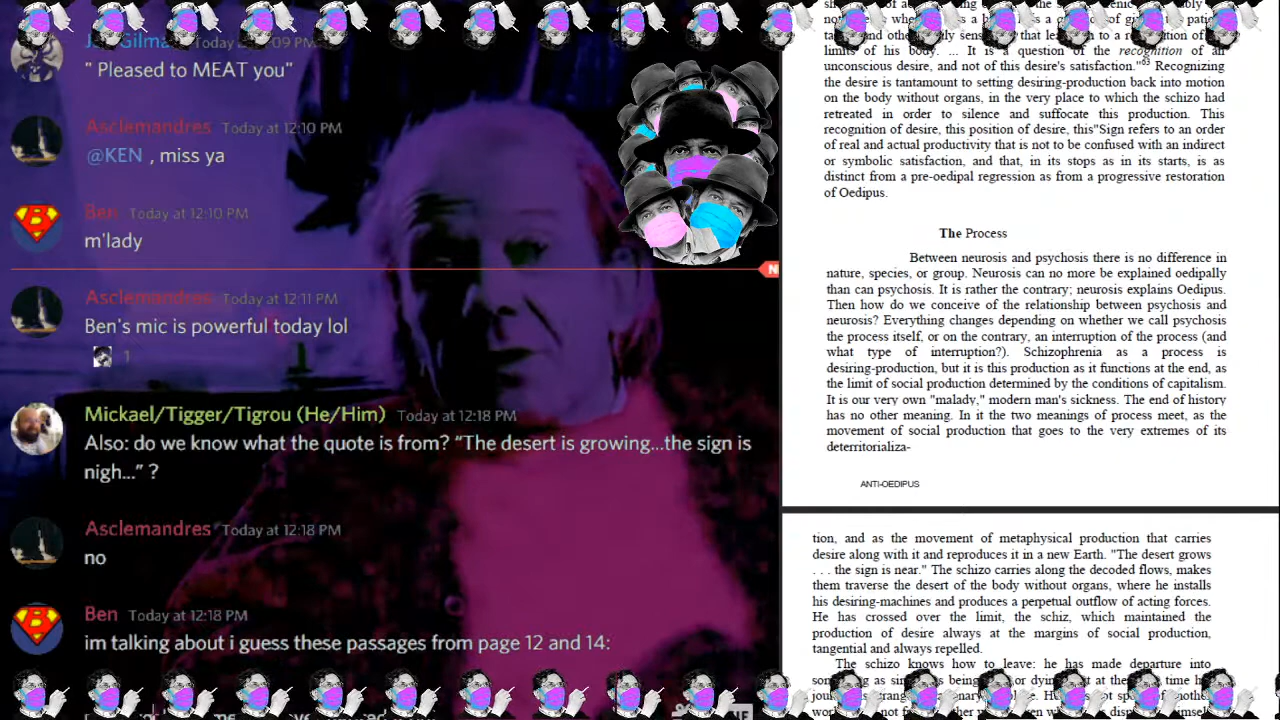 Today
09 PM
" Pleased to MEAT you"
Asclemandres Today at 12:10 PM
@KEN , miss ya
Ben Today at 12:10 PM
m'lady
N
Asclemandres Today at 12:11 PM
Ben's mic is powerful today lol
1
Mickael/Tigger/Tigrou (He/Him) Today at 12:18 PM
Also: do we know what the quote is from? “The desert is growing...the sign is
nigh...” ?
Asclemandres Today at 12:18 PM
no
Ben Today at 12:18 PM
im talking about i guess these passages from page 12 and 14:
limits of his body. ... It is a question of the recognition of an
unconscious desire, and not of this desire's satisfaction."63 Recognizing
the desire is tantamount to setting desiring-production back into motion
on the body without organs, in the very place to which the schizo had
retreated in order to silence and suffocate this production. This
recognition of desire, this position of desire, this"Sign refers to an order
of real and actual productivity that is not to be confused with an indirect
or symbolic satisfaction, and that, in its stops as in its starts, is as
distinct from a pre-oedipal regression as from a progressive restoration
of Oedipus.
The Process
Between neurosis and psychosis there is no difference in
nature, species, or group. Neurosis can no more be explained oedipally
than can psychosis. It is rather the contrary; neurosis explains Oedipus.
Then how do we conceive of the relationship between psychosis and
neurosis? Everything changes depending on whether we call psychosis
the process itself, or on the contrary, an interruption of the process (and
what type of interruption?). Schizophrenia as a process is
desiring-production, but it is this production as it functions at the end, as
the limit of social production determined by the conditions of capitalism.
It is our very own "malady," modern man's sickness. The end of history
has no other meaning. In it the two meanings of process meet, as the
movement of social production that goes to the very extremes of its
deterritorializa-
ANTI-OEDIPUS
tion, and as the movement of metaphysical production that carries
desire along with it and reproduces it in a new Earth. "The desert grows
. . . the sign is near." The schizo carries along the decoded flows, makes
them traverse the desert of the body without organs, where he installs
his desiring-machines and produces a perpetual outflow of acting forces.
He has crossed over the limit, the schiz, which maintained the
production of desire always at the margins of social production,
tangential and always repelled.
The schizo knows how to leave: he has made departure into